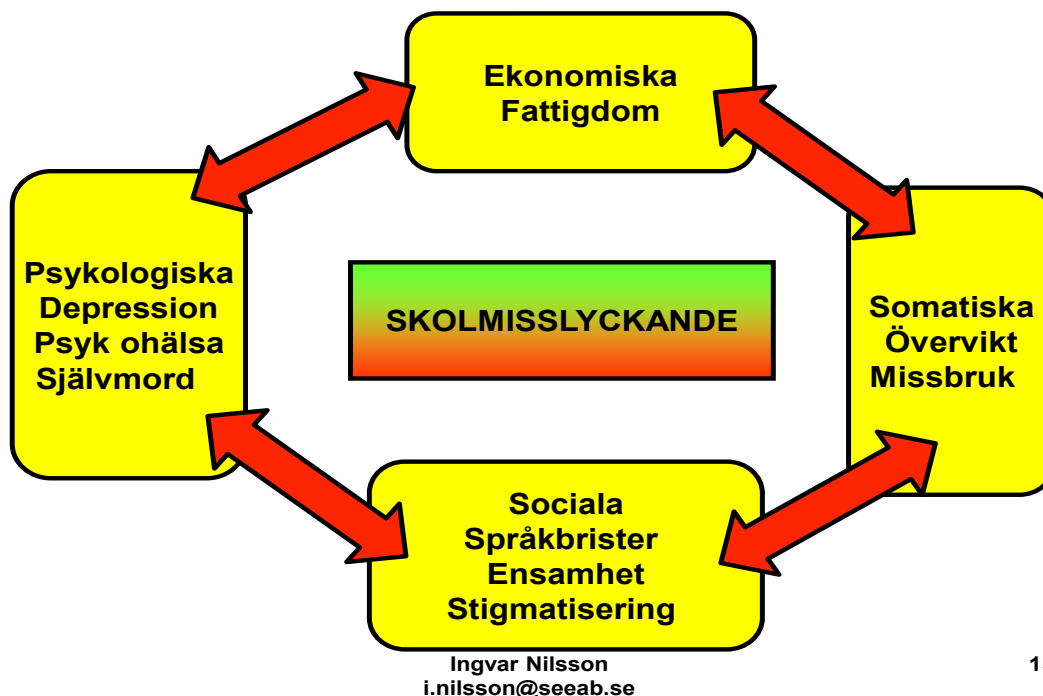 Ekonomiska
Fattigdom
Psykologiska
Depression
Psyk ohälsa
Självmord
SKOLMISSLYCKANDE
Somatiska
Övervikt
Missbruk
Sociala
Språkbrister
Ensamhet
Stigmatisering
Ingvar Nilsson
i.nilsson@seeab.se